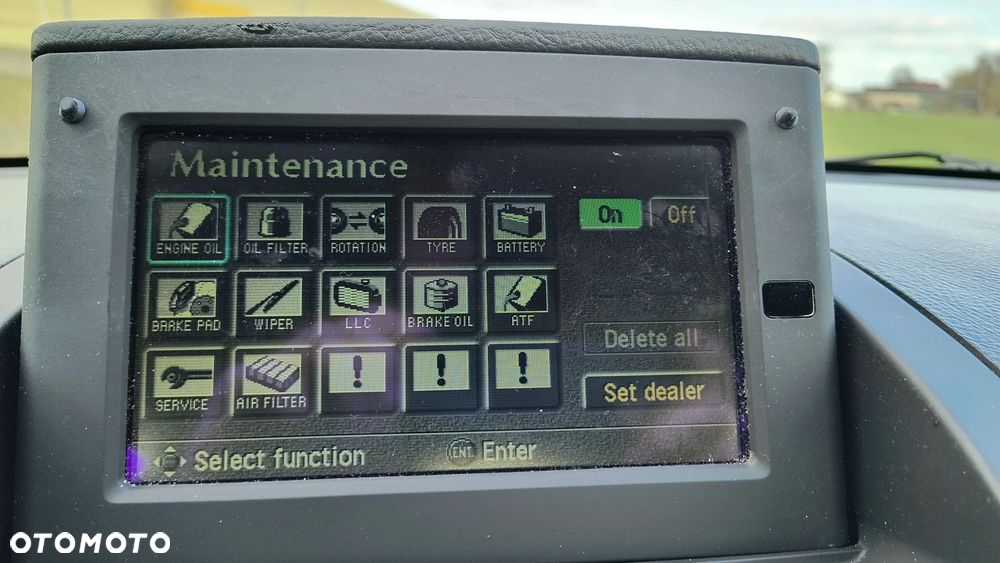 Maintenance
ENGINE OIL OIL FILTER ROTATION TYRE BATTERY On Off
BARKE PAD WIPER LLC BRAKE OIL ATF Delete all
SERVICE AIR FILTER ! ! ! Set dealer
Select function ENT Enter
OTOMOTO